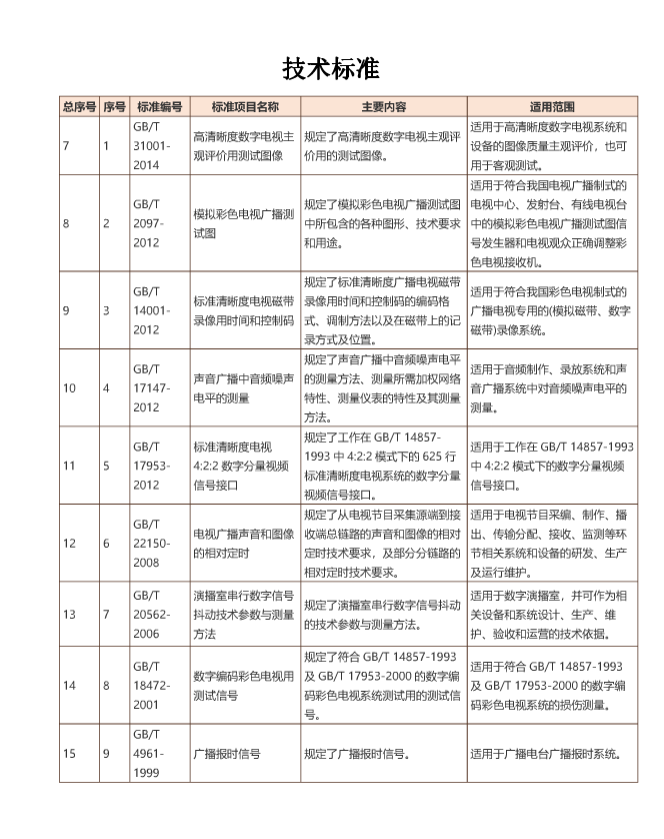 技术标准
总序号 序号 标准编号 标准项目名称 主要内容 适用范围
7 1 GB/T 31001-2014 高清晰度数字电视主观评价用测试图像 规定了高清晰度数字电视主观评价用的测试图像。 适用于高清晰度数字电视系统和设备的图像质量主观评价，也可用于客观测试。
8 2 GB/T 2097-2012 模拟彩色电视广播测试图 规定了模拟彩色电视广播测试图中所包含的各种图形、技术要求和用途。 适用于符合我国电视广播制式的电视中心、发射台、有线电视台中的模拟彩色电视广播测试图信号发生器和电视观众正确调整彩色电视接收机。
9 3 GB/T 14001-2012 标准清晰度电视磁带录像用时间和控制码 规定了标准清晰度广播电视磁带录像用时间和控制码的编码格式、调制方法以及在磁带上的记录方式及位置。 适用于符合我国彩色电视制式的广播电视专用的(模拟磁带、数字磁带)录像系统。
10 4 GB/T 17147-2012 声音广播中音频噪声电平的测量 规定了声音广播中音频噪声电平的测量方法、测量所需加权网络特性、测量仪表的特性及其测量方法。 适用于音频制作、录放系统和声音广播系统中对音频噪声电平的测量。
11 5 GB/T 17953-2012 标准清晰度电视 4:2:2 数字分量视频信号接口 规定了工作在 GB/T 14857-1993 中 4:2:2 模式下的 625 行标准清晰度电视系统的数字分量视频信号接口。 适用于工作在 GB/T 14857-1993 中 4:2:2 模式下的数字分量视频信号接口。
12 6 GB/T 22150-2008 电视广播声音和图像的相对定时 规定了从电视节目采集源端到接收端总链路的声音和图像的相对定时技术要求，及部分分链路的相对定时技术要求。 适用于电视节目采编、制作、播出、传输分配、接收、监测等环节相关系统和设备的研发、生产及运行维护。
13 7 GB/T 20562-2006 演播室串行数字信号抖动技术参数与测量方法 规定了演播室串行数字信号抖动的技术参数与测量方法。 适用于数字演播室，并可作为相关设备和系统设计、生产、维护、验收和运营的技术依据。
14 8 GB/T 18472-2001 数字编码彩色电视用测试信号 规定了符合 GB/T 14857-1993 及 GB/T 17953-2000 的数字编码彩色电视系统测试用的测试信号。 适用于符合 GB/T 14857-1993 及 GB/T 17953-2000 的数字编码彩色电视系统的损伤测量。
15 9 GB/T 4961-1999 广播报时信号 规定了广播报时信号。 适用于广播电台广播报时系统。